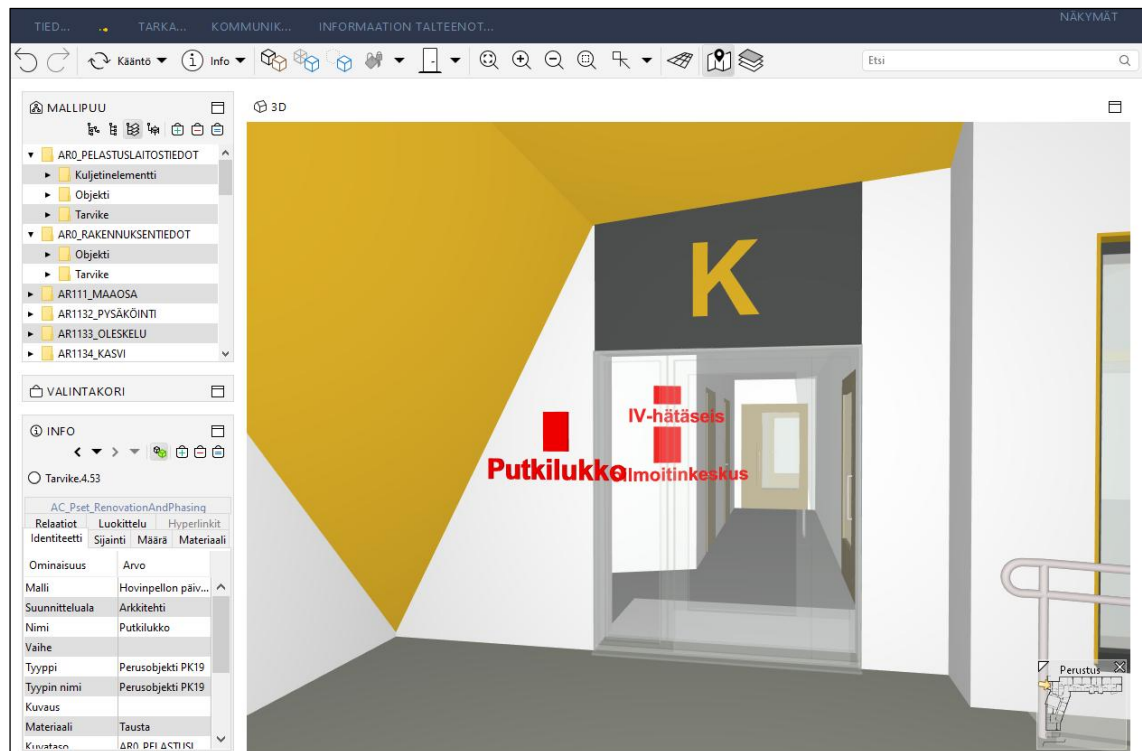 TIED...
TARKA...
KOMMUNIK...
INFORMAATION TALTEENOT...
NÄKYMÄT
Kääntö
Info
Etsi
MALLIPUU
AR0_PELASTUSLAITOSTIEDOT
Kuljetinelementti
Objekti
Tarvike
AR0_RAKENNUKSENTIEDOT
Objekti
Tarvike
AR111_MAAOSA
AR1132_PYSÄKÖINTI
AR1133_OLESKELU
AR1134_KASVI
VALINTAKORI
INFO
Tarvike.4.53
AC_Pset_RenovationAndPhasing
Relaatiot Luokittelu Hyperlinkit
Identiteetti Sijainti Määrä Materiaali
Ominaisuus Arvo
Malli Hovinpellon päiv...
Suunnitteluala Arkkitehti
Nimi Putkilukko
Vaihe
Tyyppi Perusobjekti PK19
Tyypin nimi Perusobjekti PK19
Kuvaus
Materiaali Tausta
Kuvataso AR0_PELASTUSL
3D
K
IV-hätäseis
Putkilukko
ilmoitinkeskus
Perustus